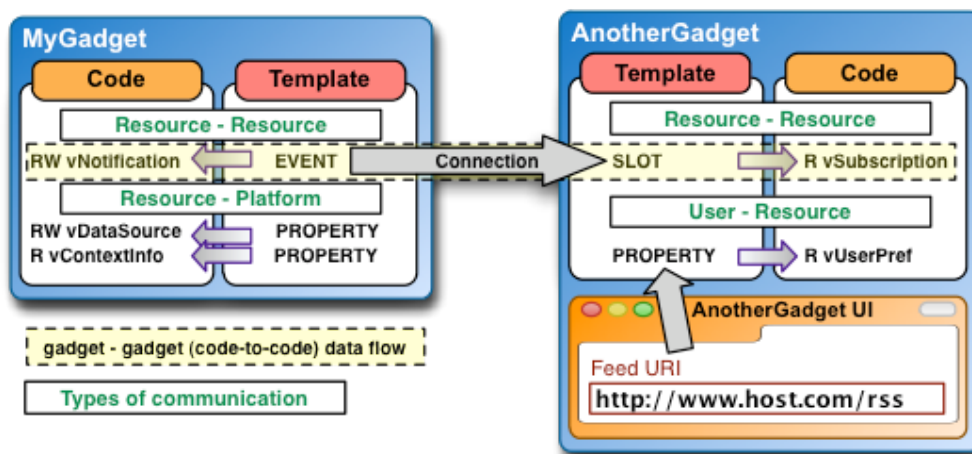 MyGadget
Code
Template
Resource - Resource
RW vNotification
EVENT
Resource - Platform
RW vDataSource
PROPERTY
R vContextInfo
PROPERTY
gadget - gadget (code-to-code) data flow
Types of communication
Connection
AnotherGadget
Template
Code
Resource - Resource
SLOT
R vSubscription
User - Resource
PROPERTY
R vUserPref
AnotherGadget UI
Feed URI
http://www.host.com/rss